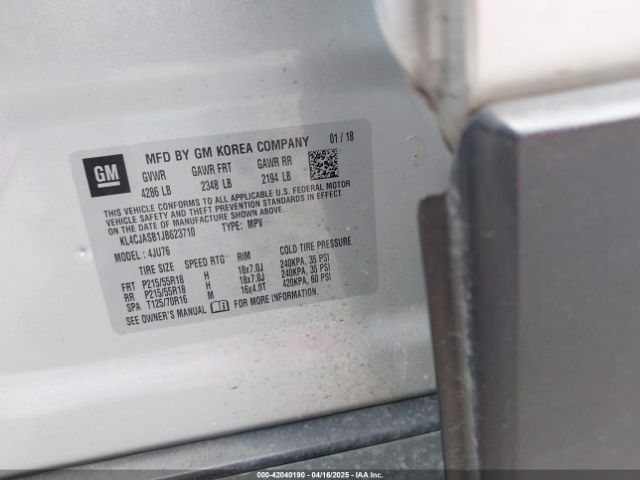 GM
MFD BY GM KOREA COMPANY 01 / 18
GVWR GAWR FRT GAWR RR
4286 LB 2348 LB 2194 LB
THIS VEHICLE CONFORMS TO ALL APPLICABLE U.S. FEDERAL MOTOR
VEHICLE SAFETY AND THEFT PREVENTION STANDARDS IN EFFECT
ON THE DATE OF MANUFACTURE SHOWN ABOVE.
KL4CJASB1JB623710 TYPE: MPV
MODEL: 4JU76
TIRE SIZE SPEED RTG RIM COLD TIRE PRESSURE
FRT P215/55R18 H 18x7.0J 240KPA, 35 PSI
RR P215/55R18 H 18x7.0J 240KPA, 35 PSI
SPA T125/70R16 M 16x4.0T 420KPA, 60 PSI
SEE OWNER'S MANUAL FOR MORE INFORMATION.
000-42040190 - 04/16/2025 - IAA Inc.